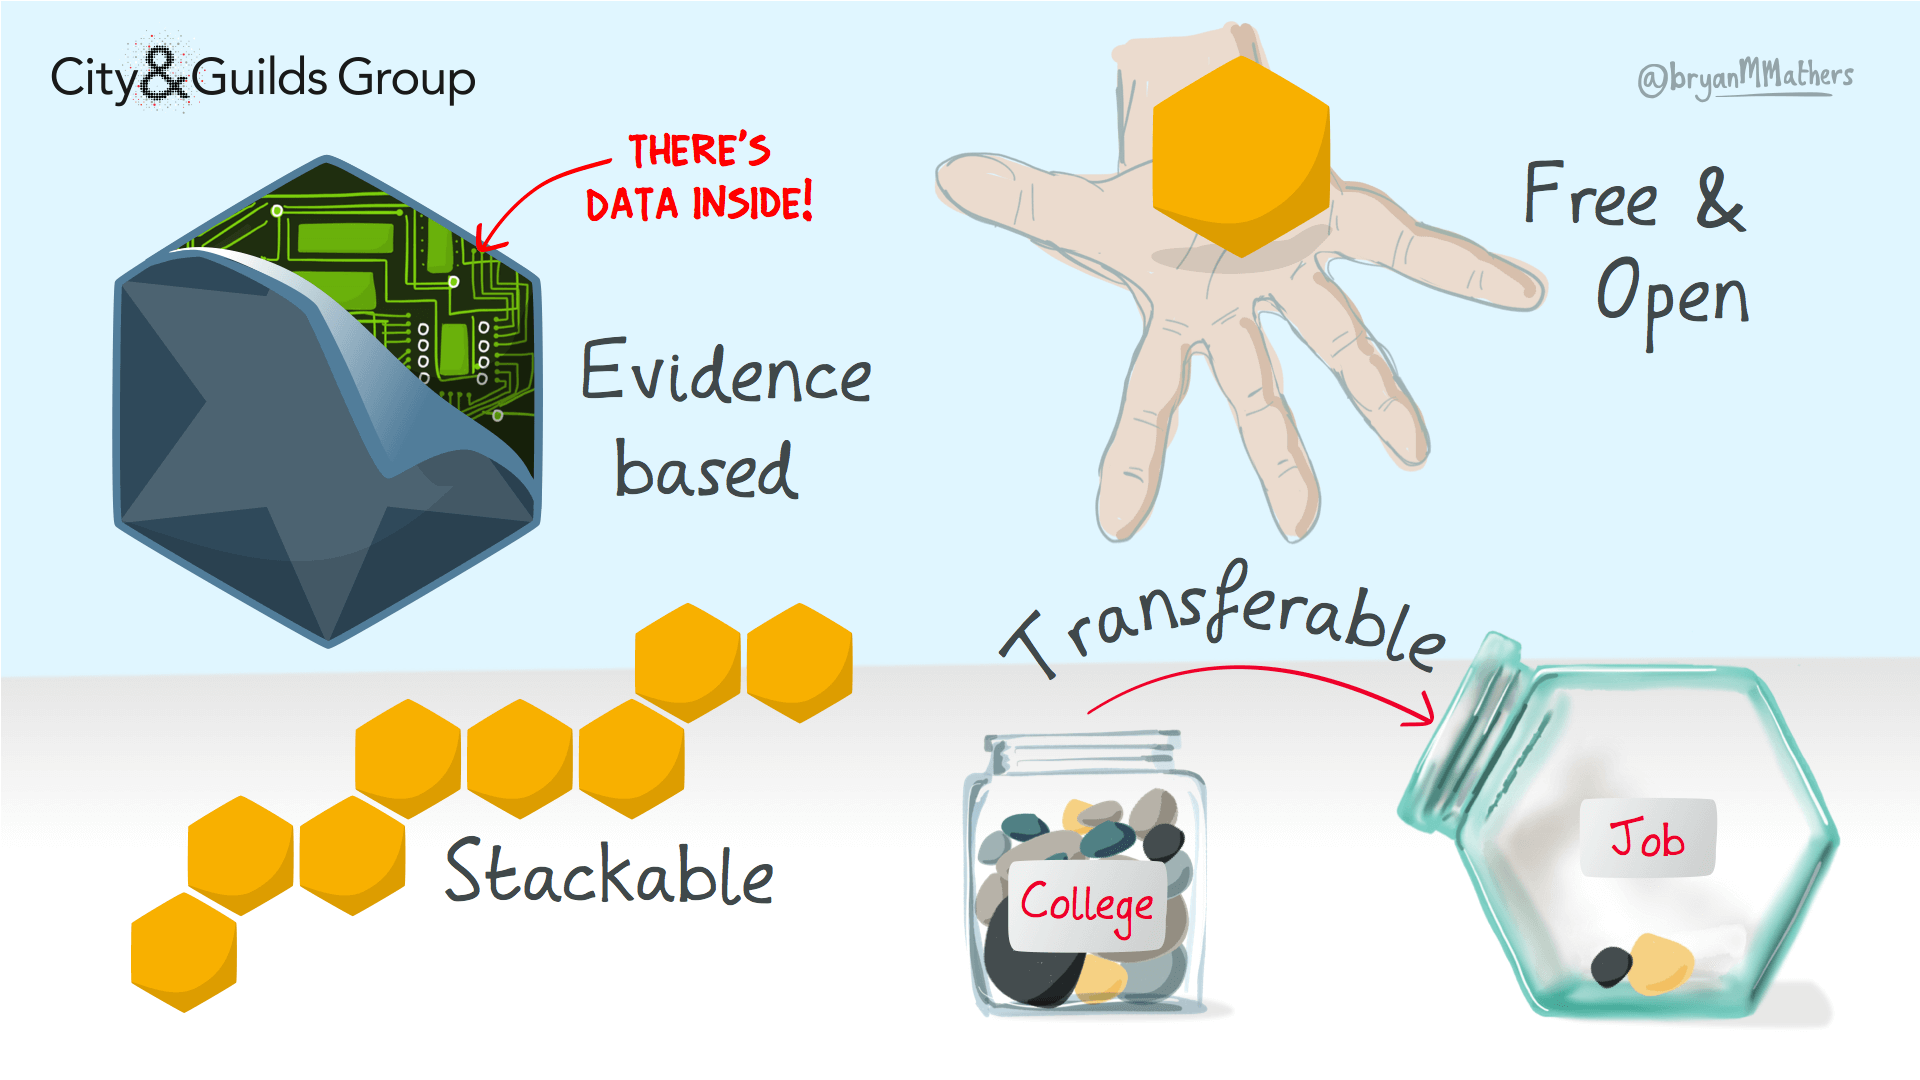 City&Guilds Group
@bryanMMathers
THERE'S
DATA INSIDE!
Free &
Open
Evidence
based
Transferable
Stackable
College
Job